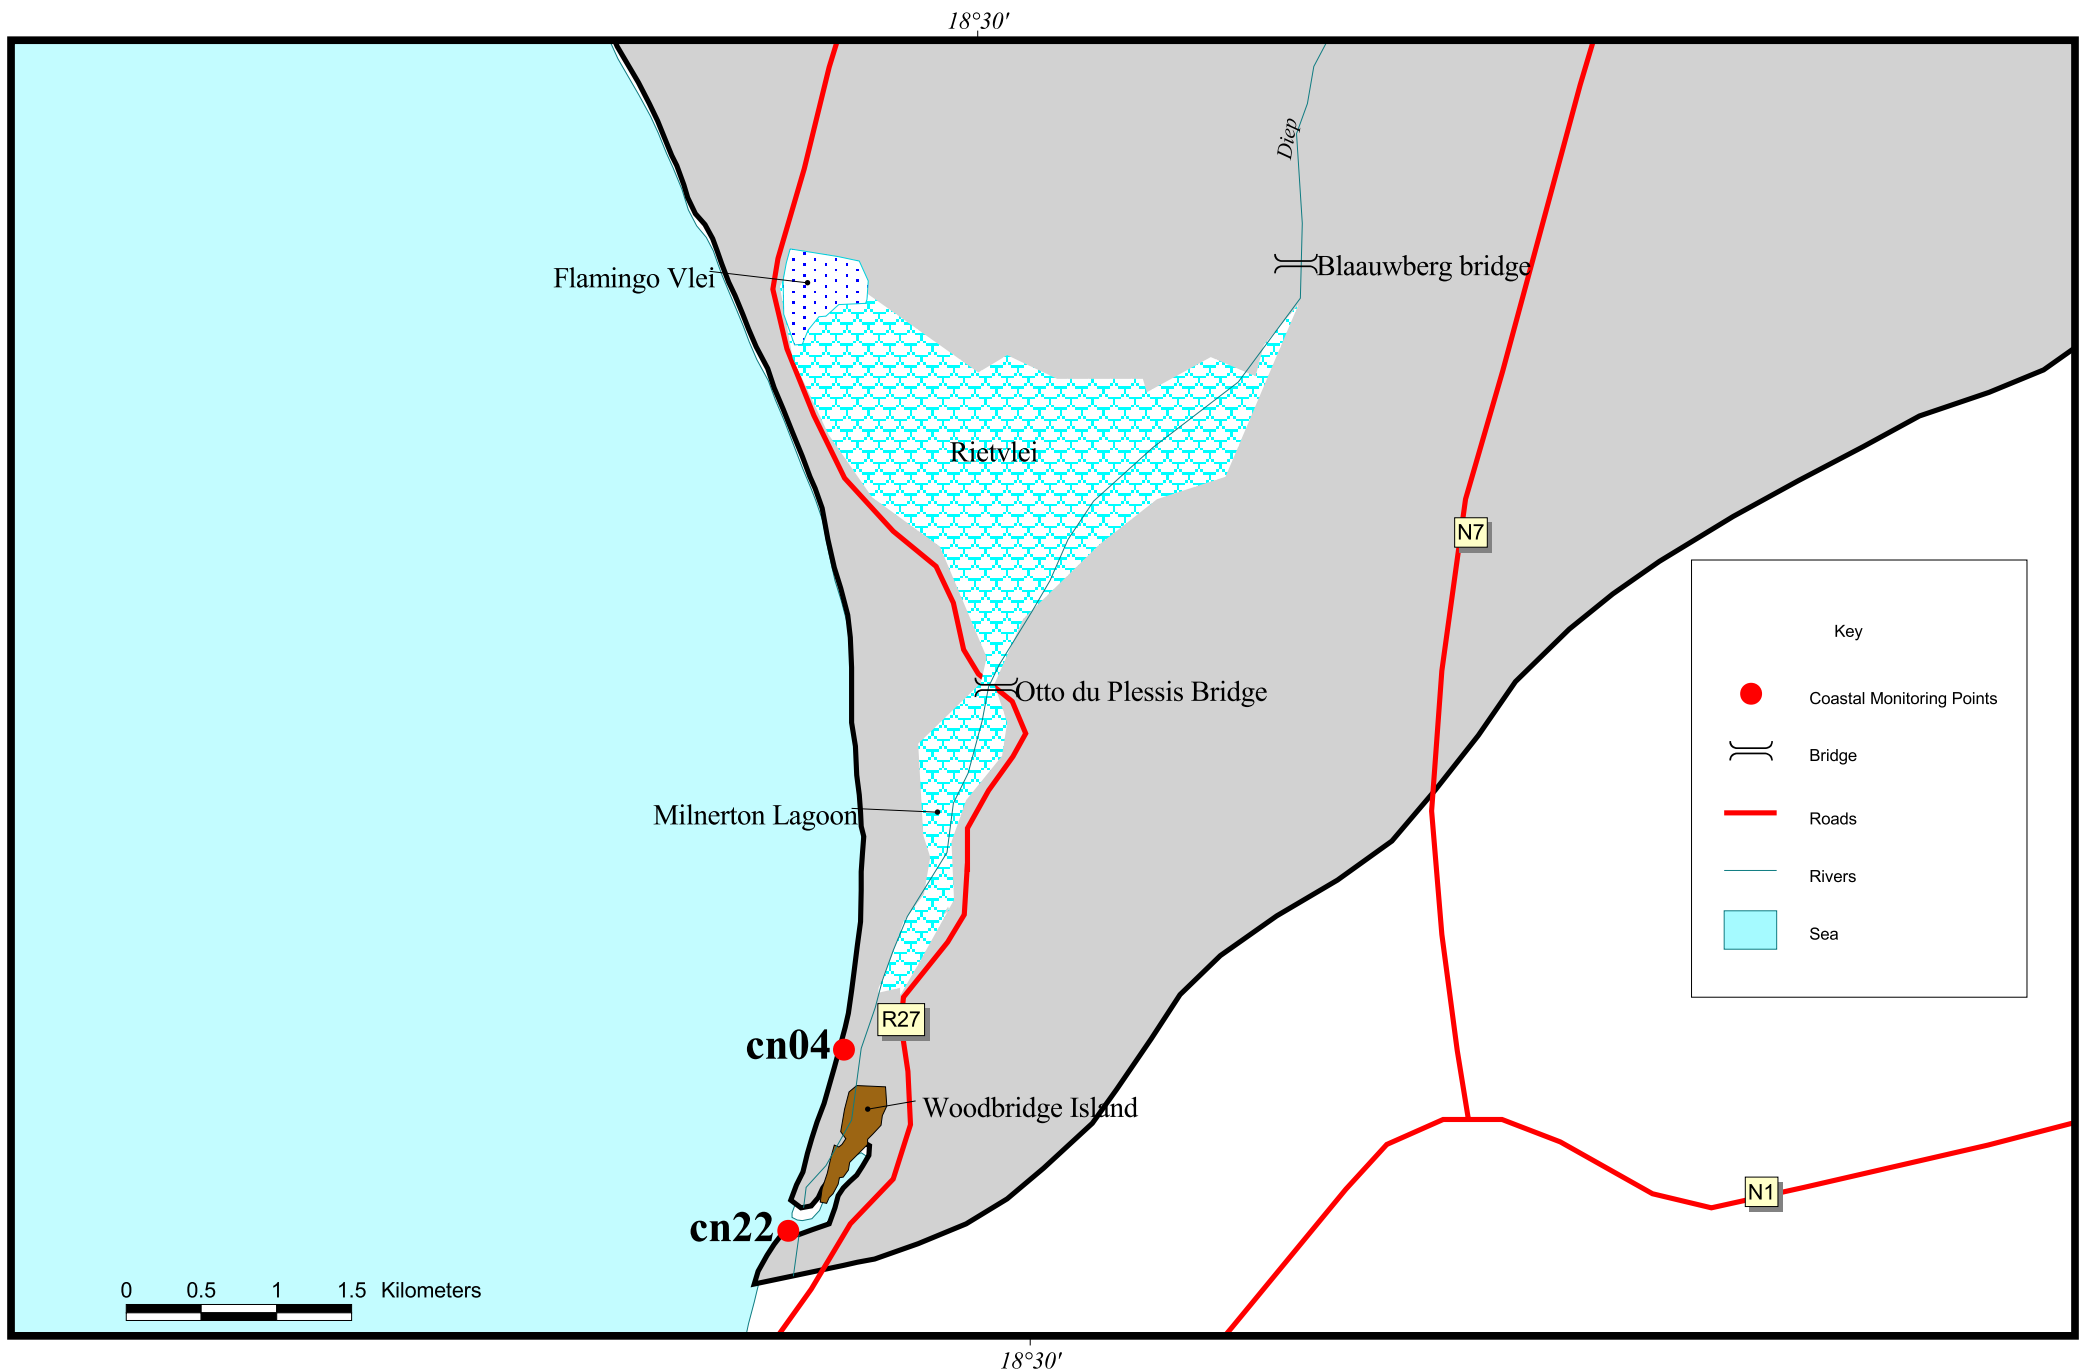 18°30'
Diep
Flamingo Vlei
Blaauwberg bridge
Rietvlei
N7
Key
Otto du Plessis Bridge
Coastal Monitoring Points
Bridge
Milnerton Lagoon
Roads
Rivers
Sea
R27
cn04
Woodbridge Island
N1
cn22
0 0.5 1 1.5 Kilometers
18°30'